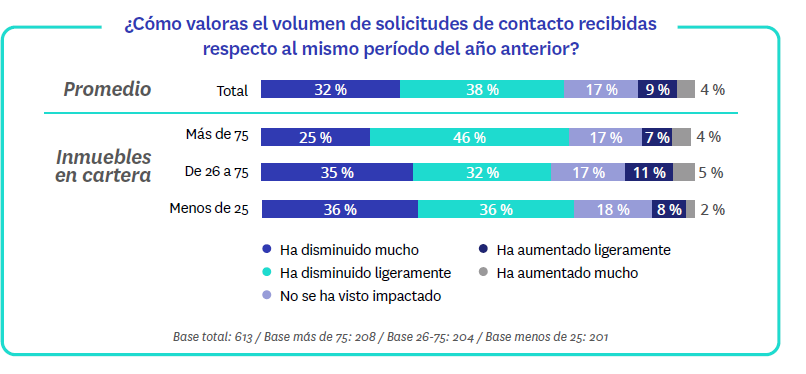 ¿Cómo valoras el volumen de solicitudes de contacto recibidas
respecto al mismo período del año anterior?
Promedio
Total
32 % 38 % 17 % 9 % 4 %
Inmuebles
en cartera
Más de 75
25 % 46 % 17 % 7 % 4 %
De 26 a 75
35 % 32 % 17 % 11 % 5 %
Menos de 25
36 % 36 % 18 % 8 % 2 %
Ha disminuido mucho
Ha disminuido ligeramente
No se ha visto impactado
Ha aumentado ligeramente
Ha aumentado mucho
Base total: 613 / Base más de 75: 208 / Base 26-75: 204 / Base menos de 25: 201